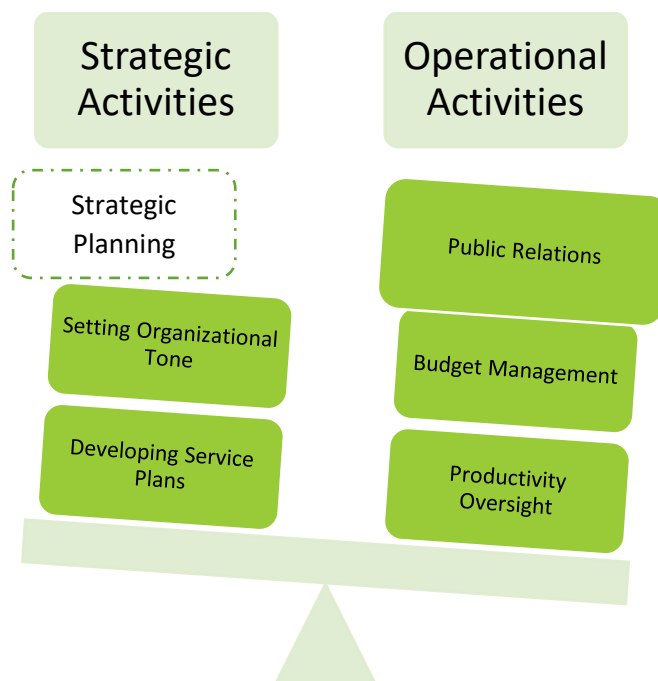 Strategic
Activities
Operational
Activities
Strategic
Planning
Setting Organizational
Tone
Developing Service
Plans
Public Relations
Budget Management
Productivity
Oversight